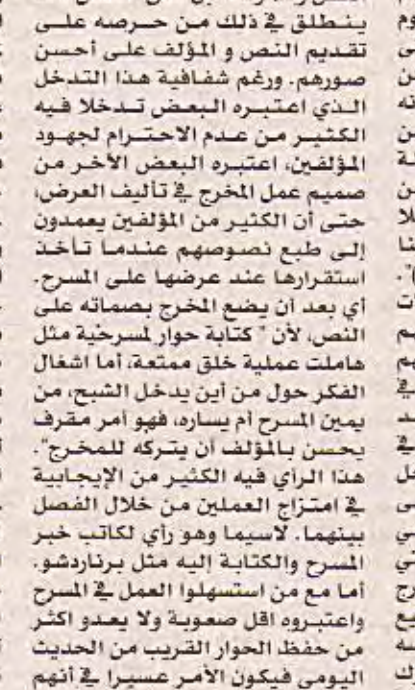 ينطلق في ذلك من حرصه على
تقديم النص و المؤلف على أحسن
صورهم. ورغم شفافية هذا التدخل
الذي اعتبره البعض تدخلا فيه
الكثير من عدم الاحترام لجهود
المؤلفين، اعتبره البعض الآخر من
صميم عمل المخرج في تأليف العرض،
حتى أن الكثير من المؤلفين يعمدون
إلى طبع نصوصهم عندما تأخذ
استقرارها عند عرضها على المسرح.
أي بعد أن يضع المخرج بصماته على
النص، لأن " كتابة حوار لمسرحية مثل
هاملت عملية خلق ممتعة، أما اشغال
الفكر حول من أين يدخل الشبح، من
يمين المسرح أم يساره، فهو أمر مقرف
يحسن بالمؤلف أن يتركه للمخرج".
هذا الرأي فيه الكثير من الإيجابية
في امتزاج العملين من خلال الفصل
بينهما. لاسيما وهو رأي لكاتب خبر
المسرح والكتابة إليه مثل برناردشو.
أما مع من استسهلوا العمل في المسرح
واعتبروه اقل صعوبة ولا يعدو اكثر
من حفظ الحوار القريب من الحديث
اليومي فيكون الأمر عسيرا في أنهم